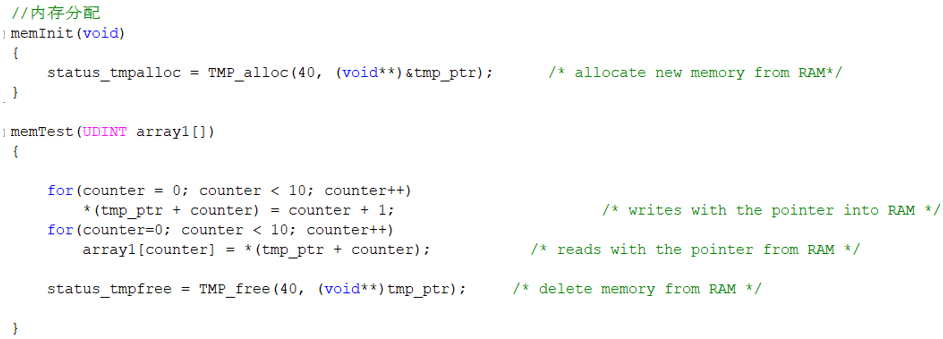 //内存分配
memInit(void)
{
status_tmpalloc = TMP_alloc(40, (void**)&tmp_ptr); /* allocate new memory from RAM*/
}
memTest(UDINT array1[])
{
for(counter = 0; counter < 10; counter++)
*(tmp_ptr + counter) = counter + 1; /* writes with the pointer into RAM */
for(counter=0; counter < 10; counter++)
array1[counter] = *(tmp_ptr + counter); /* reads with the pointer from RAM */
status_tmpfree = TMP_free(40, (void**)tmp_ptr); /* delete memory from RAM */
}